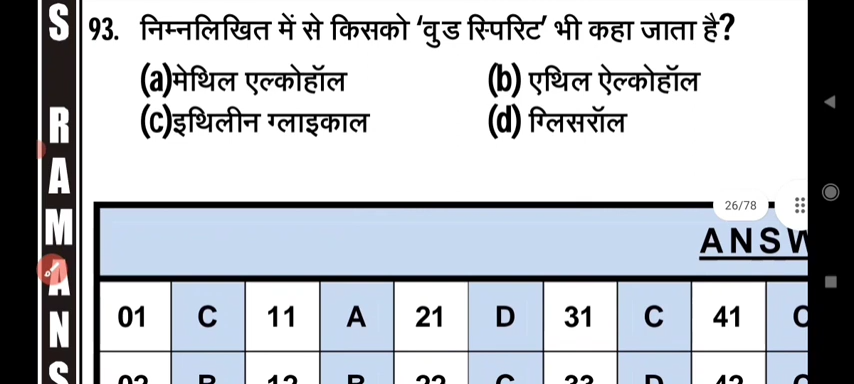 S
R
A
M
A
N
S
93. निम्नलिखित में से किसको ‘वुड स्पिरिट’ भी कहा जाता है?
(a)मेथिल एल्कोहॉल (b) एथिल ऐल्कोहॉल
(c)इथिलीन ग्लाइकाल (d) ग्लिसरॉल
26/78
ANSW
01 C 11 A 21 D 31 C 41